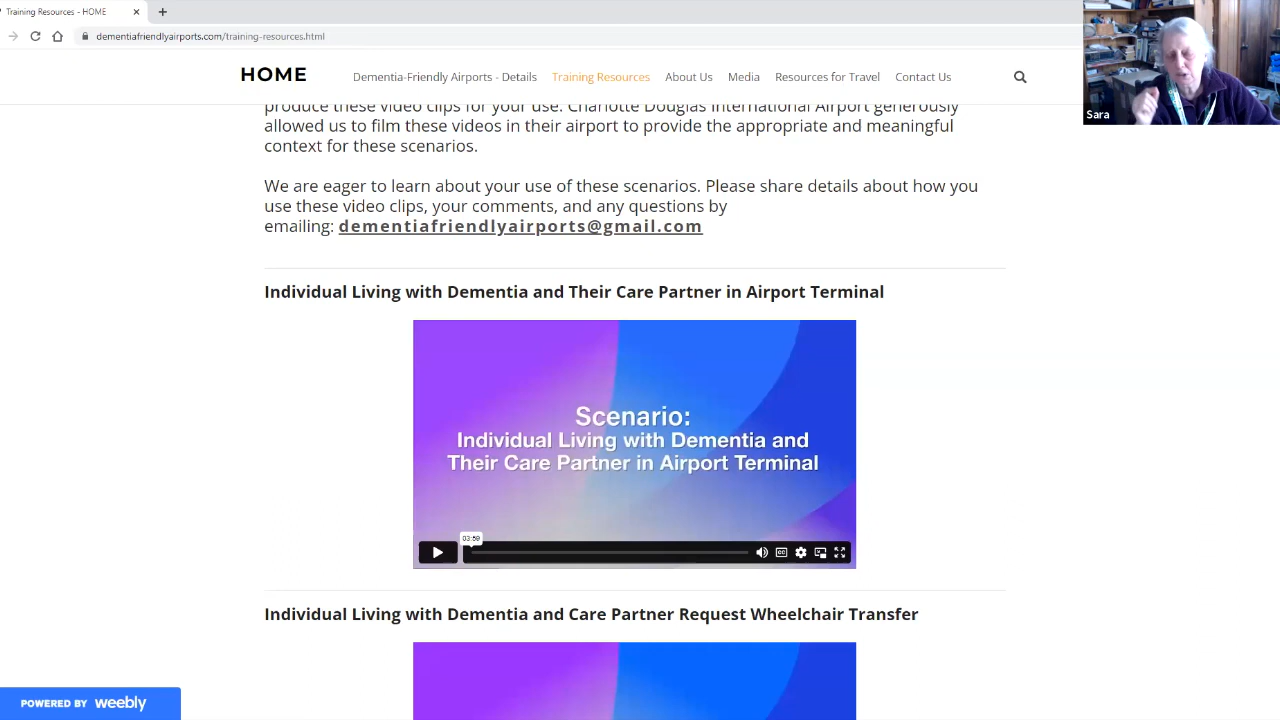 Training Resources - HOME
dementiafriendlyairports.com/training-resources.html
HOME
Dementia-Friendly Airports - Details
Training Resources
About Us
Media
Resources for Travel
Contact Us
Sara
produce these video clips for your use. Charlotte Douglas International Airport generously
allowed us to film these videos in their airport to provide the appropriate and meaningful
context for these scenarios.
We are eager to learn about your use of these scenarios. Please share details about how you
use these video clips, your comments, and any questions by
emailing: dementiafriendlyairports@gmail.com
Individual Living with Dementia and Their Care Partner in Airport Terminal
Scenario:
Individual Living with Dementia and
Their Care Partner in Airport Terminal
03:59
CC
Individual Living with Dementia and Care Partner Request Wheelchair Transfer
POWERED BY weebly